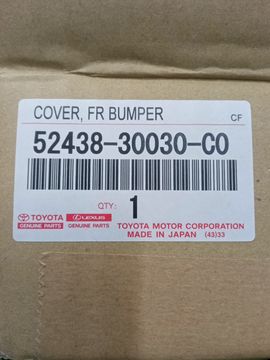 COVER, FR BUMPER CF
52438-30030-C0
QTY: 1
TOYOTA LEXUS TOYOTA MOTOR CORPORATION
GENUINE PARTS GENUINE PARTS MADE IN JAPAN (43)33